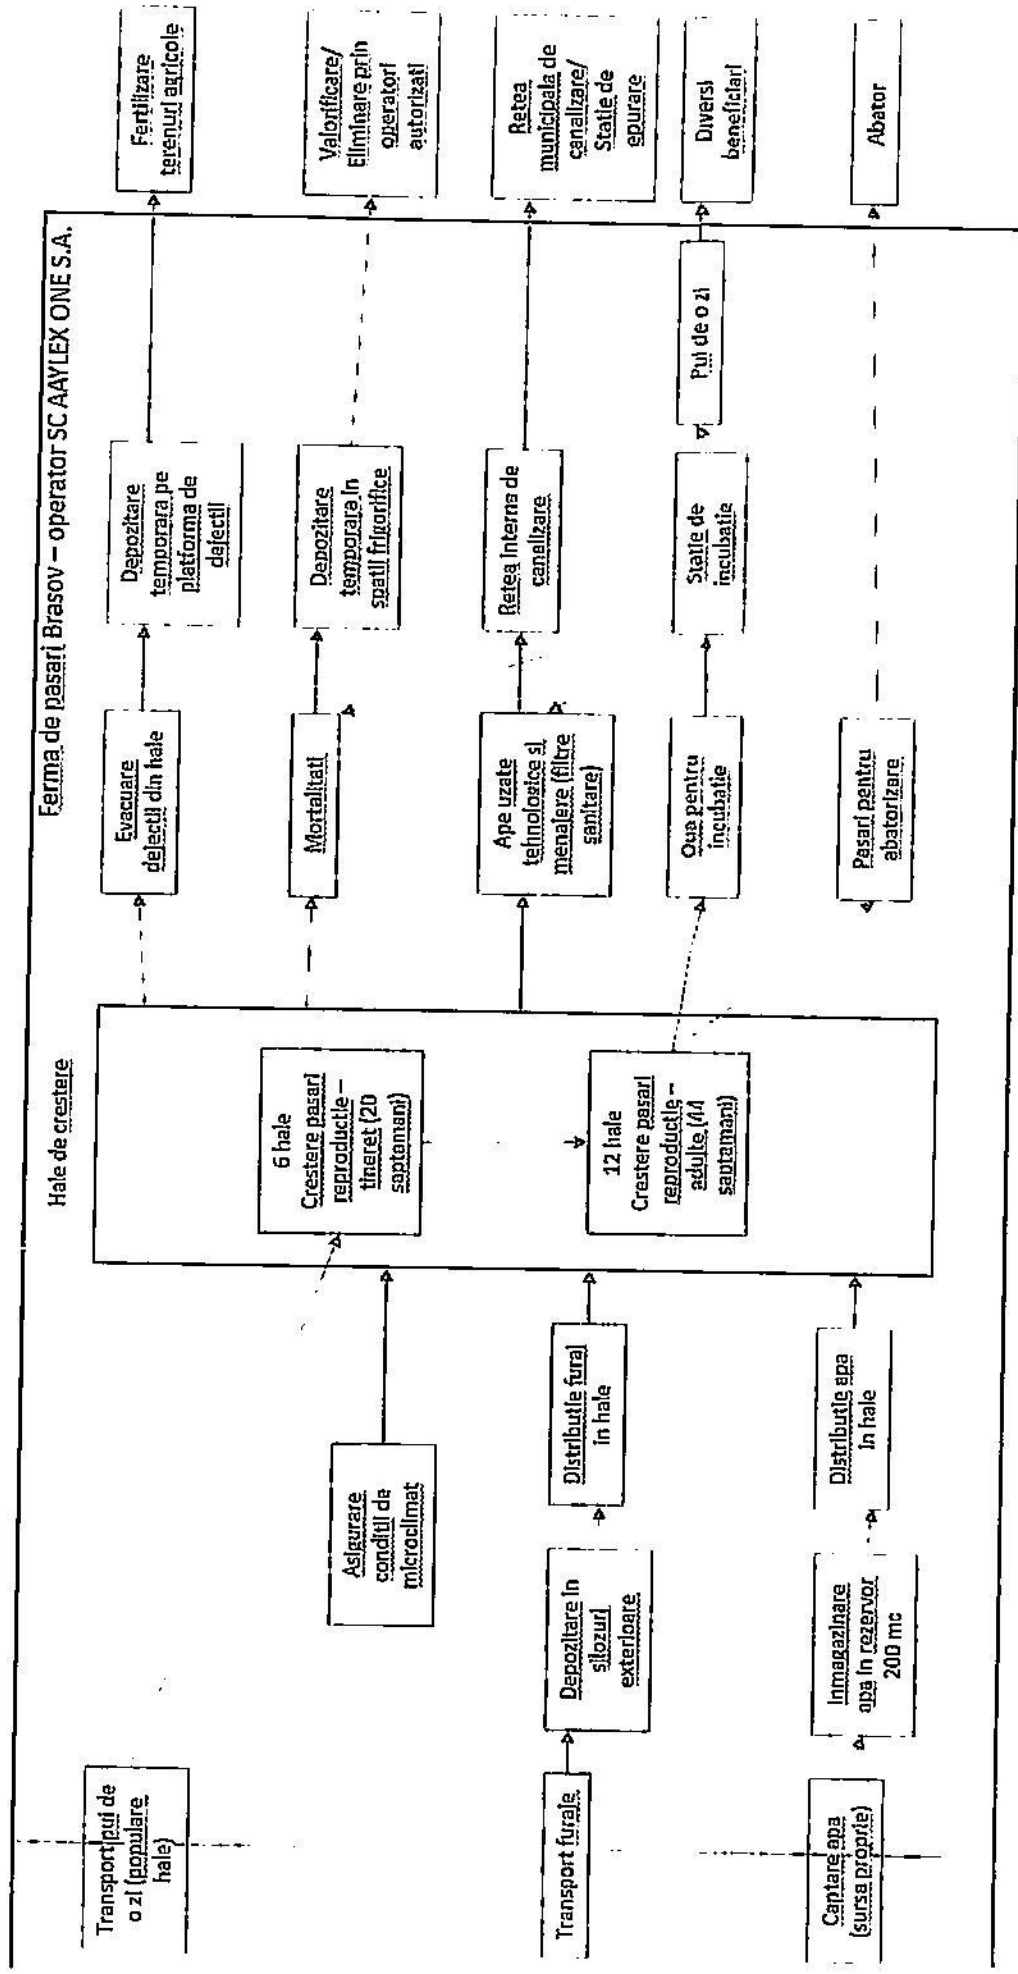 Ferma de pasari Brasov – operator SC AAYLEX ONE S.A.
Hale de crestere
Transport pui de
o zi (populare
hale)
Asigurare
conditii de
microclimat
6 hale
Crestere pasari
reproductie –
tineret (20
saptamani)
Evacuare
dejectii din hale
Depozitare
temporara pe
platforma de
dejectii
Fertilizare
terenuri agricole
Mortalitati
Depozitare
temporara in
spatii frigorifice
Valorificare/
Eliminare prin
operatori
autorizati
Transport furaje
Depozitare in
silozuri
exterioare
Distributie furaj
in hale
Ape uzate
tehnologice si
menajere (filtre
sanitare)
Retea interna de
canalizare
Retea
municipala de
canalizare/
Statie de
epurare
12 hale
Crestere pasari
reproductie –
adulte (44
saptamani)
Oua pentru
incubatie
Statie de
incubatie
Pui de o zi
Diversi
beneficiari
Captare apa
(sursa proprie)
Inmagazinare
apa in rezervor
200 mc
Distributie apa
in hale
Pasari pentru
abatorizare
Abator